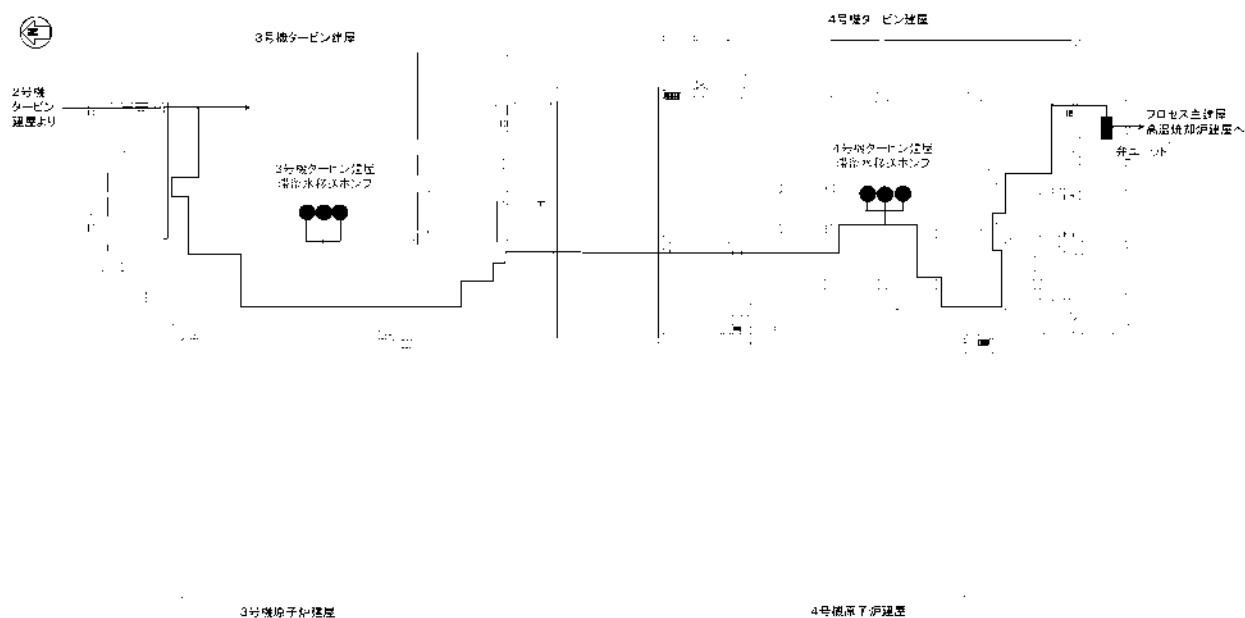 N
4号機タービン建屋
3号機タービン建屋
2号機
タービン
建屋より
プロセス主建屋
高温焼却炉建屋へ
弁ユニット
3号機タービン建屋
滞留水移送ポンプ
4号機タービン建屋
滞留水移送ポンプ
3号機原子炉建屋
4号機原子炉建屋